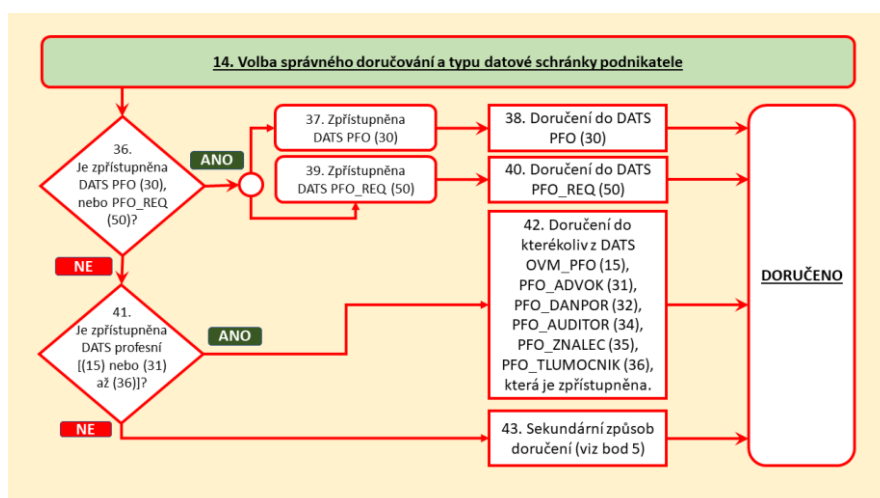 14. Volba správného doručování a typu datové schránky podnikatele
36.
Je zpřístupněna
DATS PFO (30),
nebo PFO_REQ
(50)?
ANO
37. Zpřístupněna
DATS PFO (30)
38. Doručení do DATS
PFO (30)
39. Zpřístupněna
DATS PFO_REQ (50)
40. Doručení do DATS
PFO_REQ (50)
NE
41.
Je zpřístupněna
DATS profesní
[(15) nebo (31)
až (36)]?
ANO
42. Doručení do
kterékoliv z DATS
OVM_PFO (15),
PFO_ADVOK (31),
PFO_DANPOR (32),
PFO_AUDITOR (34),
PFO_ZNALEC (35),
PFO_TLUMOCNIK (36),
která je zpřístupněna.
NE
43. Sekundární způsob
doručení (viz bod 5)
DORUČENO